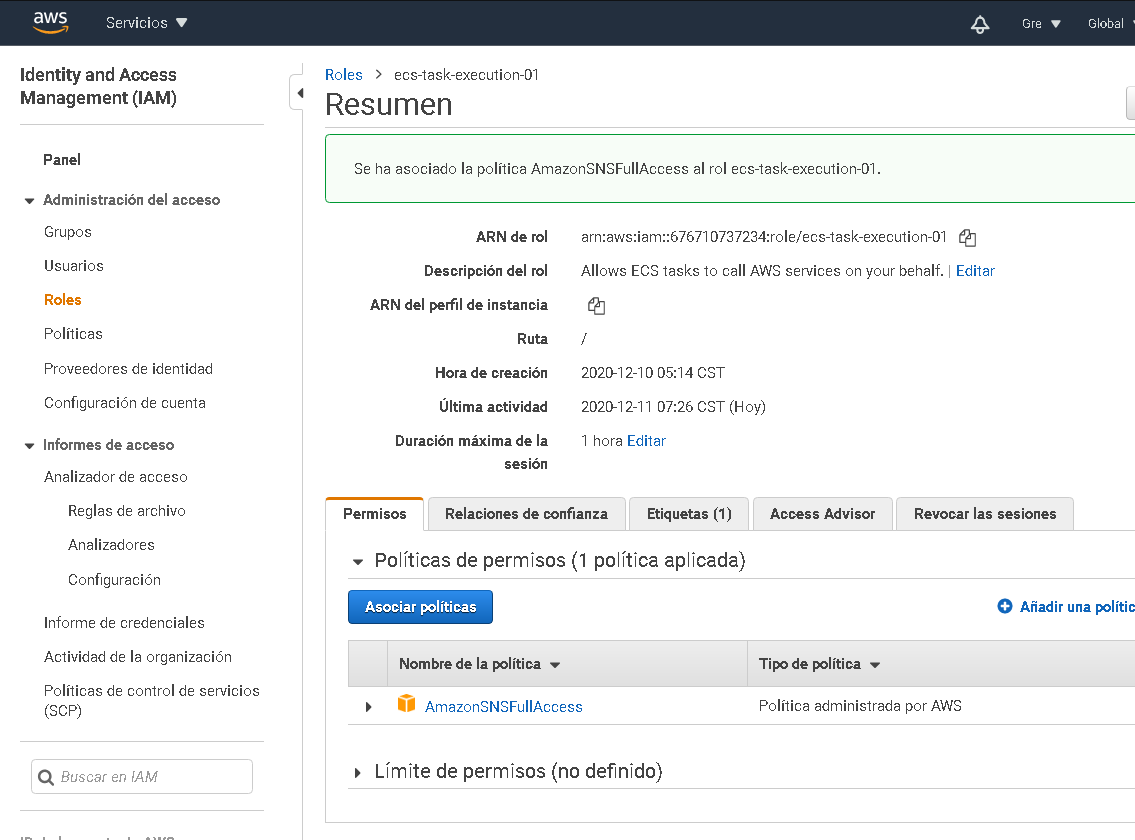 aws
Servicios
Gre
Global
Identity and Access
Management (IAM)
Panel
Administración del acceso
Grupos
Usuarios
Roles
Políticas
Proveedores de identidad
Configuración de cuenta
Informes de acceso
Analizador de acceso
Reglas de archivo
Analizadores
Configuración
Informe de credenciales
Actividad de la organización
Políticas de control de servicios
(SCP)
Buscar en IAM
Roles > ecs-task-execution-01
Resumen
Se ha asociado la política AmazonSNSFullAccess al rol ecs-task-execution-01.
ARN de rol arn:aws:iam::676710737234:role/ecs-task-execution-01
Descripción del rol Allows ECS tasks to call AWS services on your behalf. | Editar
ARN del perfil de instancia
Ruta /
Hora de creación 2020-12-10 05:14 CST
Última actividad 2020-12-11 07:26 CST (Hoy)
Duración máxima de la sesión 1 hora Editar
Permisos
Relaciones de confianza
Etiquetas (1)
Access Advisor
Revocar las sesiones
Políticas de permisos (1 política aplicada)
Asociar políticas
Añadir una polític
Nombre de la política
Tipo de política
AmazonSNSFullAccess
Política administrada por AWS
Límite de permisos (no definido)